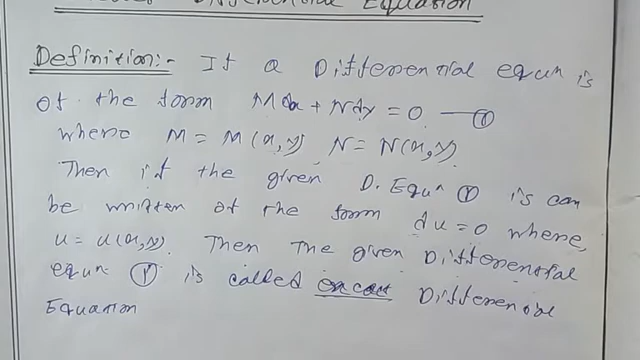 Differential Equation
Definition:- If a Differential equn is
of the form Mdx + Ndy = 0 — ①
where M = M(x,y) N = N(x,y)
Then if the given D. Equn ① is can
be written of the form du = 0 where,
u = u(x,y). Then the given Differential
equn ① is called exact Differential
Equation